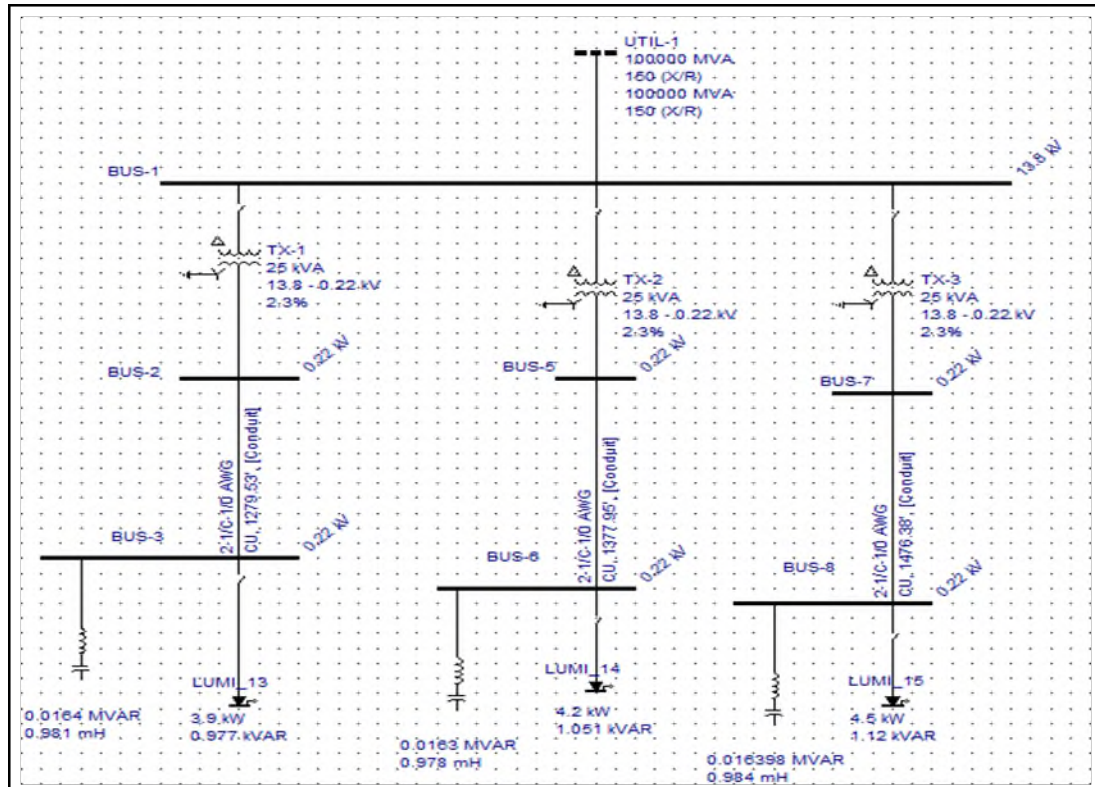 UTIL-1
100000 MVA
150 (X/R)
100000 MVA
150 (X/R)
BUS-1
13.8 kV
TX-1
25 kVA
13.8 - 0.22 kV
2.3%
TX-2
25 kVA
13.8 - 0.22 kV
2.3%
TX-3
25 kVA
13.8 - 0.22 kV
2.3%
BUS-2
0.22 kV
BUS-5
0.22 kV
BUS-7
0.22 kV
2-1/C-1/0 AWG
CU, 1279.53', [Conduit]
2-1/C-1/0 AWG
CU, 1377.95', [Conduit]
2-1/C-1/0 AWG
CU, 1476.38', [Conduit]
BUS-3
0.22 kV
BUS-6
0.22 kV
BUS-8
0.22 kV
LUMI_13
3.9 kW
0.977 kVAR
0.0164 MVAR
0.981 mH
LUMI_14
4.2 kW
1.051 kVAR
0.0163 MVAR
0.978 mH
LUMI_15
4.5 kW
1.12 kVAR
0.016398 MVAR
0.984 mH